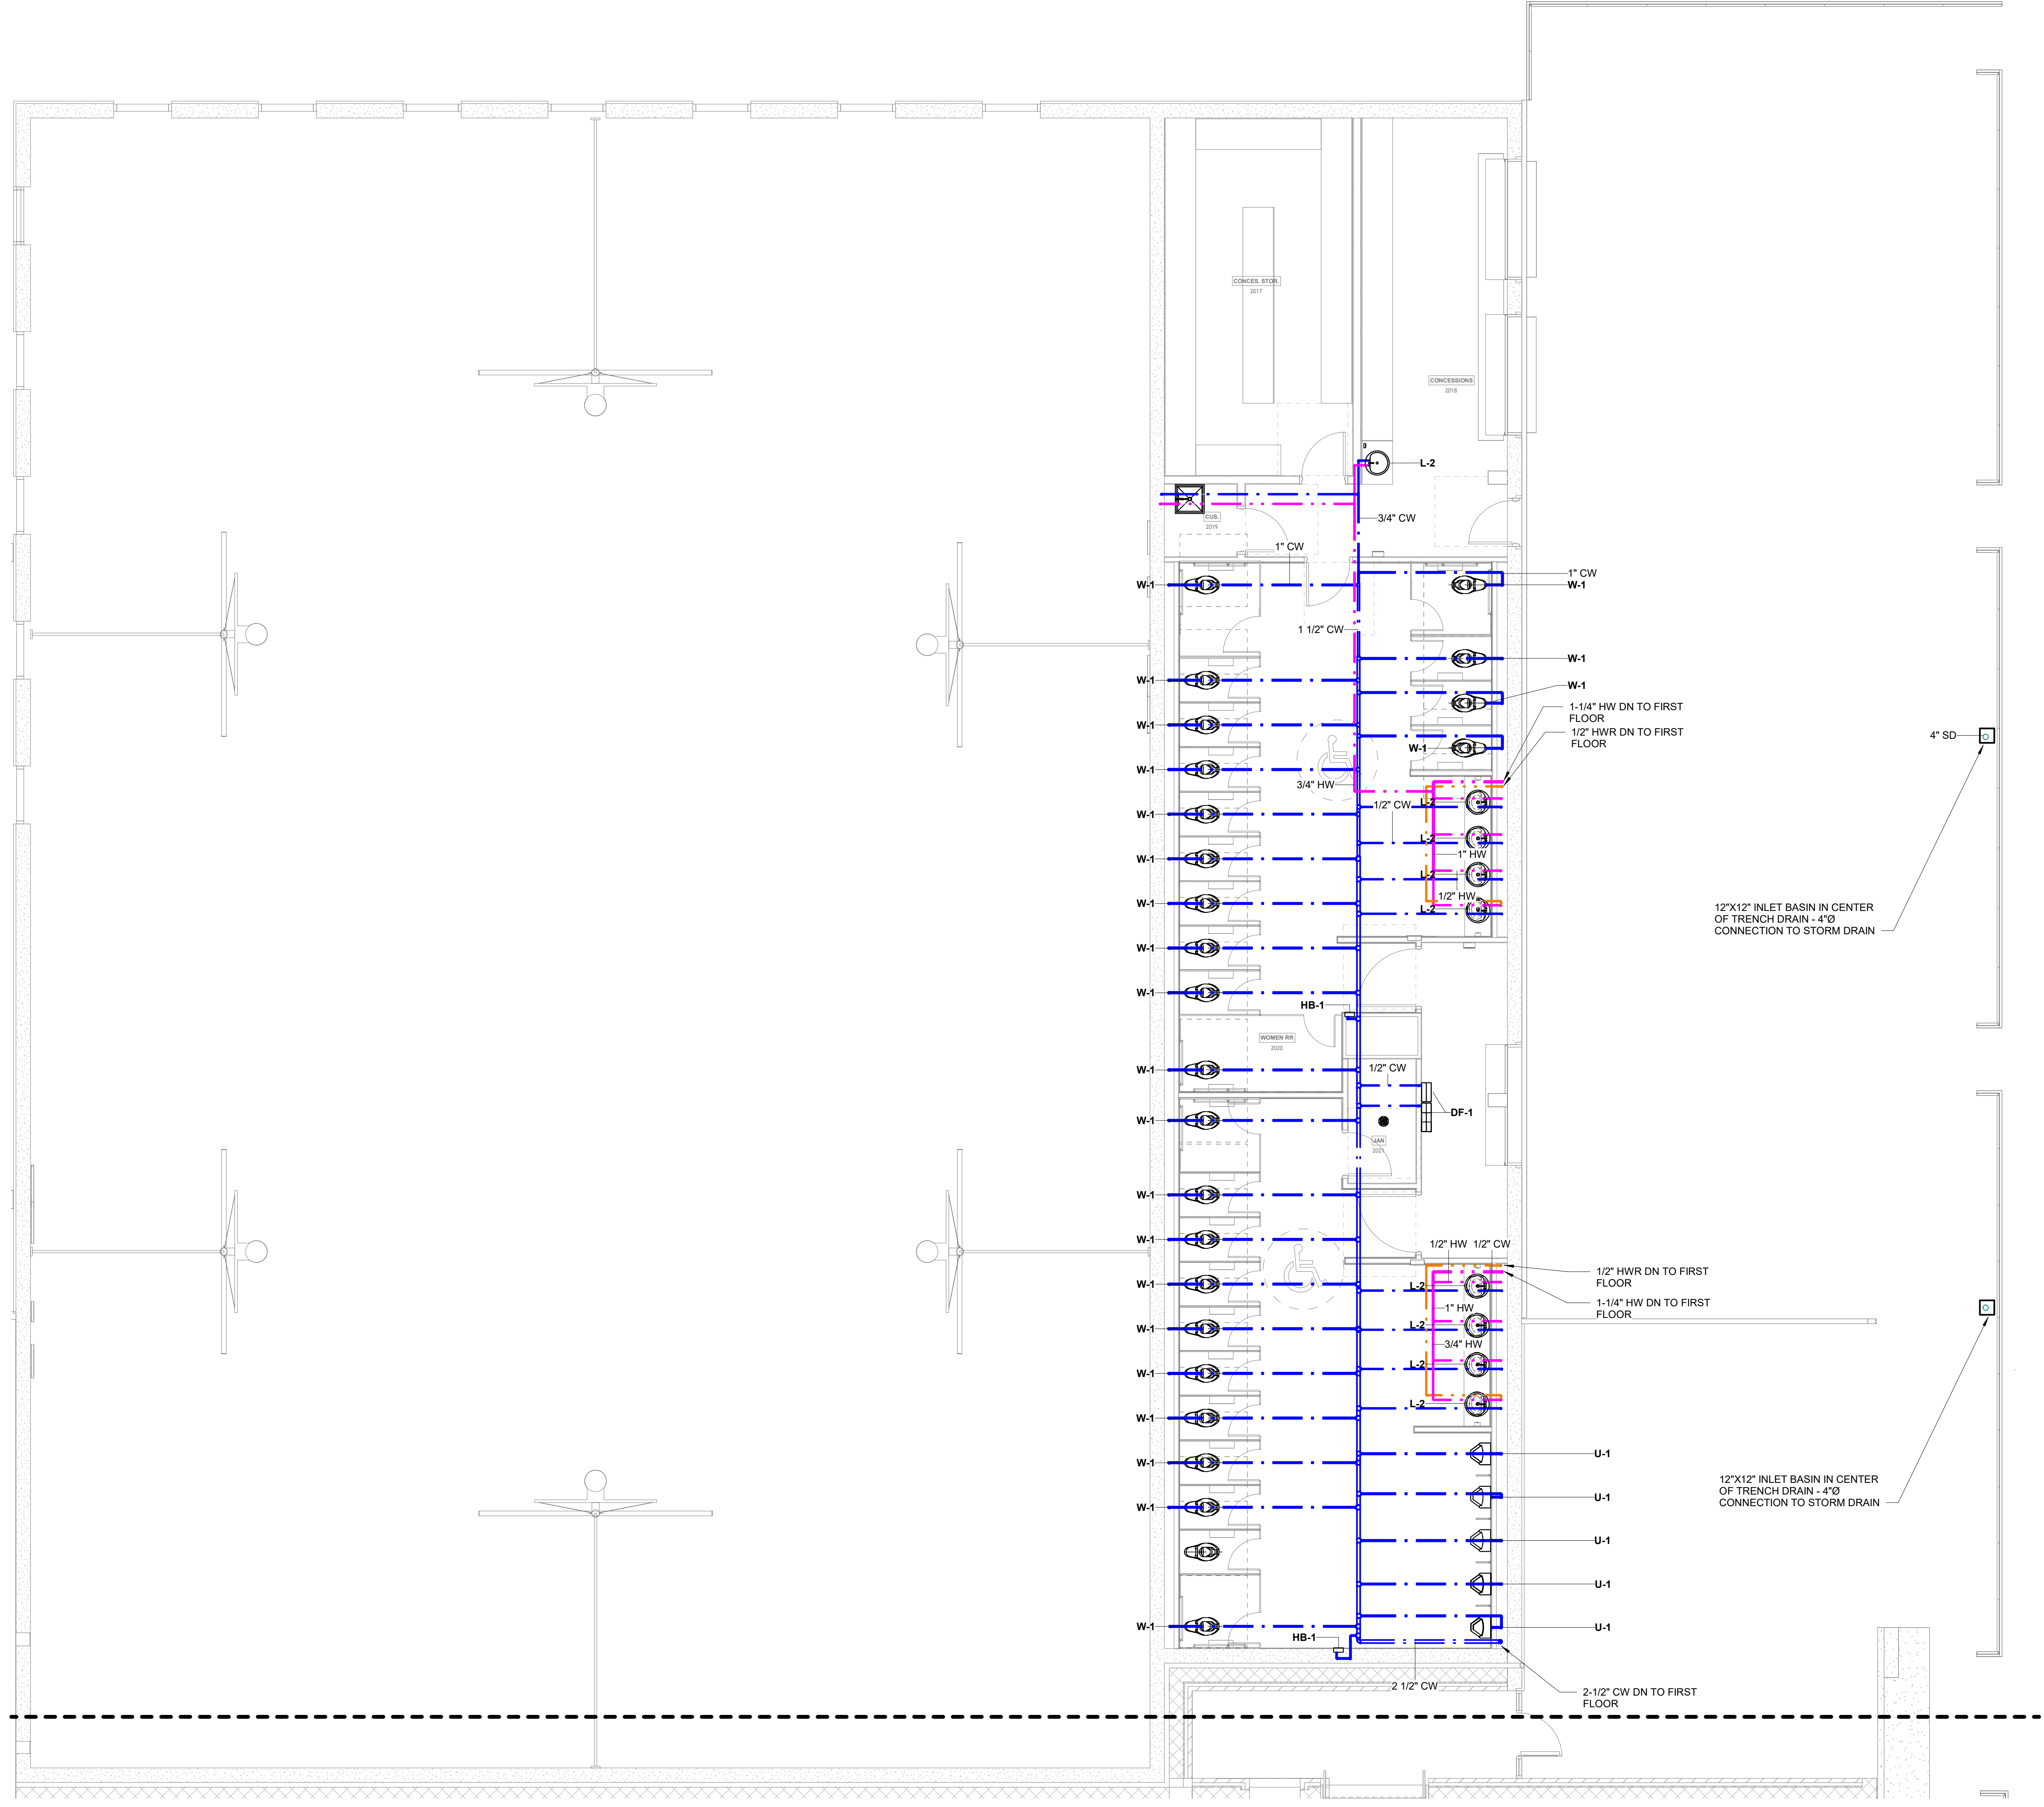 CONCES. STOR.
2017
CONCESSIONS
2018
L-2
CUS.
2019
3/4" CW
1" CW
1" CW
W-1
W-1
1 1/2" CW
W-1
W-1
W-1
W-1
1-1/4" HW DN TO FIRST
FLOOR
W-1
1/2" HWR DN TO FIRST
FLOOR
4" SD
W-1
W-1
3/4" HW
1/2" CW
L-2
W-1
L-2
1" HW
W-1
L-2
1/2" HW
W-1
L-2
12"X12" INLET BASIN IN CENTER
OF TRENCH DRAIN - 4"Ø
CONNECTION TO STORM DRAIN
W-1
W-1
HB-1
WOMEN RR
2020
W-1
1/2" CW
DF-1
W-1
JAN
2021
W-1
W-1
1/2" HW
1/2" CW
1/2" HWR DN TO FIRST
FLOOR
W-1
L-2
1" HW
1-1/4" HW DN TO FIRST
FLOOR
W-1
L-2
3/4" HW
W-1
L-2
L-2
W-1
U-1
W-1
U-1
W-1
12"X12" INLET BASIN IN CENTER
OF TRENCH DRAIN - 4"Ø
CONNECTION TO STORM DRAIN
U-1
U-1
W-1
U-1
HB-1
2 1/2" CW
2-1/2" CW DN TO FIRST
FLOOR